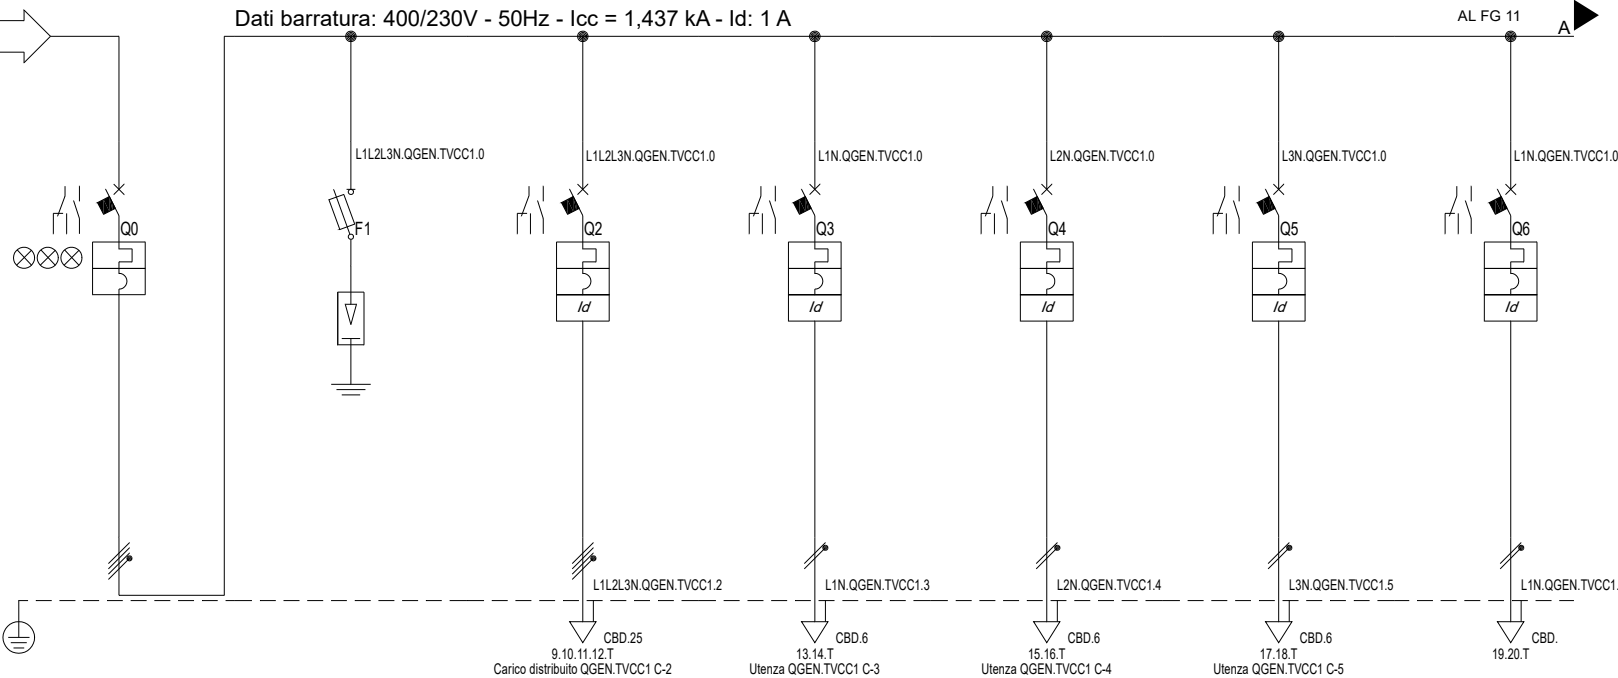 Dati barratura: 400/230V - 50Hz - Icc = 1,437 kA - Id: 1 A
AL FG 11
A
L1L2L3N.QGEN.TVCC1.0
L1L2L3N.QGEN.TVCC1.0
L1N.QGEN.TVCC1.0
L2N.QGEN.TVCC1.0
L3N.QGEN.TVCC1.0
L1N.QGEN.TVCC1.0
Q0
F1
Q2
Q3
Q4
Q5
Q6
Id
Id
Id
Id
Id
L1L2L3N.QGEN.TVCC1.2
L1N.QGEN.TVCC1.3
L2N.QGEN.TVCC1.4
L3N.QGEN.TVCC1.5
L1N.QGEN.TVCC1.
CBD.25
CBD.6
CBD.6
CBD.6
CBD.
9.10.11.12.T
13.14.T
15.16.T
17.18.T
19.20.T
Carico distribuito QGEN.TVCC1 C-2
Utenza QGEN.TVCC1 C-3
Utenza QGEN.TVCC1 C-4
Utenza QGEN.TVCC1 C-5